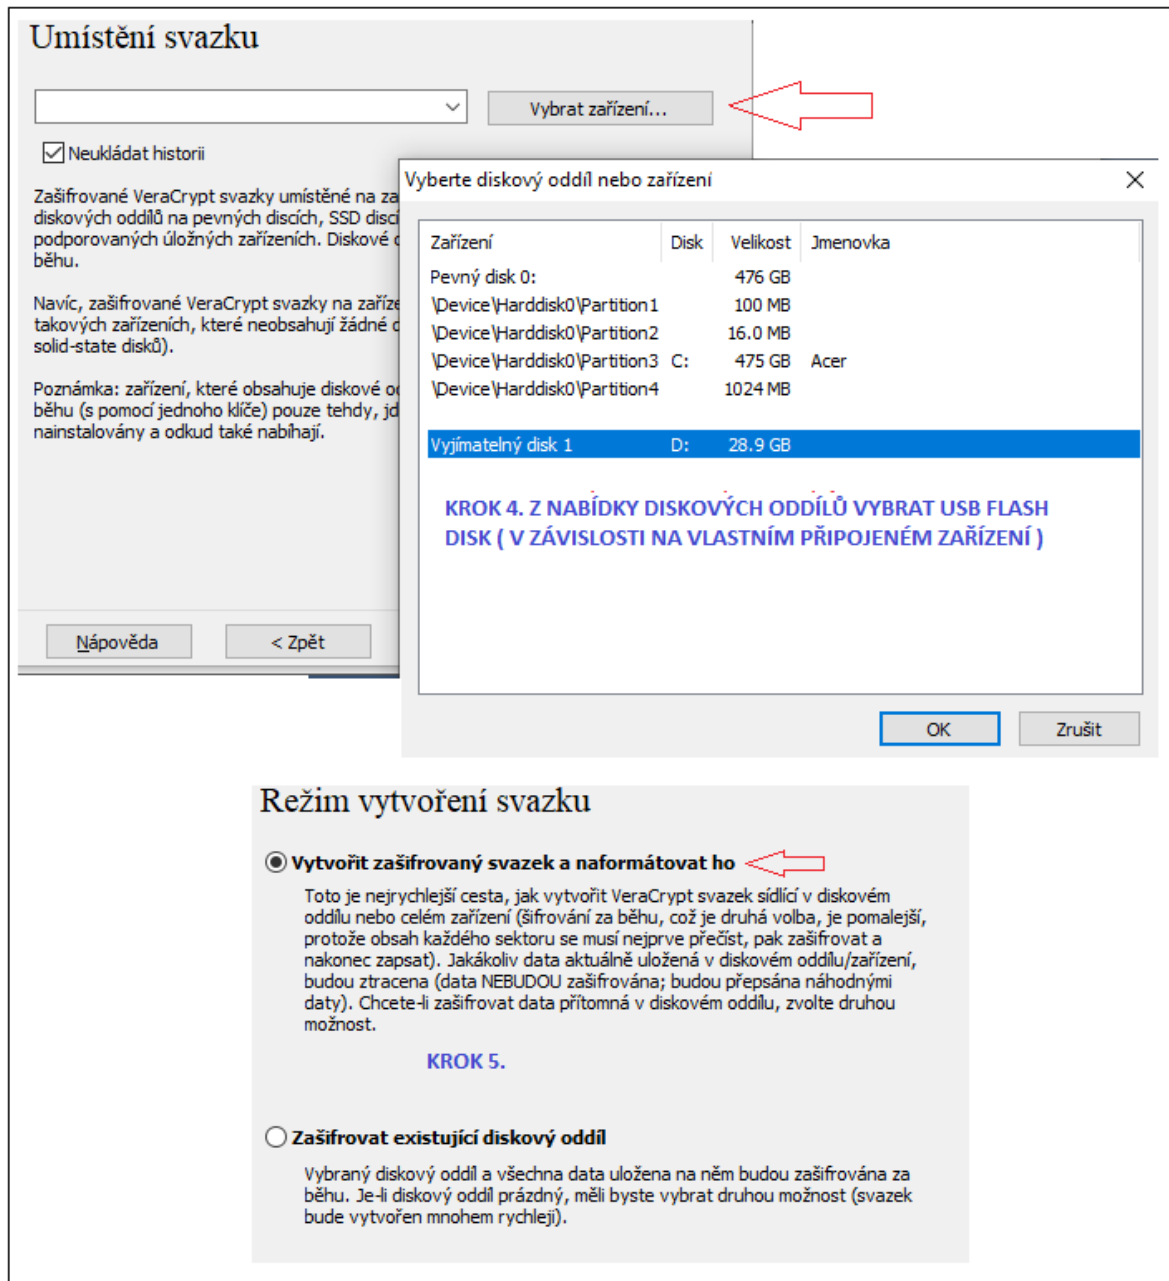 Umístění svazku
Vybrat zařízení...
Neukládat historii
Zašifrované VeraCrypt svazky umístěné na za
diskových oddílů na pevných discích, SSD discí
podporovaných úložných zařízeních. Diskové o
běhu.
Navíc, zašifrované VeraCrypt svazky na zaříze
takových zařízeních, které neobsahují žádné d
solid-state disků).
Poznámka: zařízení, které obsahuje diskové od
běhu (s pomocí jednoho klíče) pouze tehdy, jd
nainstalovány a odkud také nabíhají.
Nápověda
< Zpět
Vyberte diskový oddíl nebo zařízení
Zařízení Disk Velikost Jmenovka
Pevný disk 0: 476 GB
\Device\Harddisk0\Partition1 100 MB
\Device\Harddisk0\Partition2 16.0 MB
\Device\Harddisk0\Partition3 C: 475 GB Acer
\Device\Harddisk0\Partition4 1024 MB
Vyjímatelný disk 1 D: 28.9 GB
KROK 4. Z NABÍDKY DISKOVÝCH ODDÍLŮ VYBRAT USB FLASH
DISK ( V ZÁVISLOSTI NA VLASTNÍM PŘIPOJENÉM ZAŘÍZENÍ )
OK
Zrušit
Režim vytvoření svazku
Vytvořit zašifrovaný svazek a naformátovat ho
Toto je nejrychlejší cesta, jak vytvořit VeraCrypt svazek sídlící v diskovém
oddílu nebo celém zařízení (šifrování za běhu, což je druhá volba, je pomalejší,
protože obsah každého sektoru se musí nejprve přečíst, pak zašifrovat a
nakonec zapsat). Jakákoliv data aktuálně uložená v diskovém oddílu/zařízení,
budou ztracena (data NEBUDOU zašifrována; budou přepsána náhodnými
daty). Chcete-li zašifrovat data přítomná v diskovém oddílu, zvolte druhou
možnost.
KROK 5.
Zašifrovat existující diskový oddíl
Vybraný diskový oddíl a všechna data uložena na něm budou zašifrována za
běhu. Je-li diskový oddíl prázdný, měli byste vybrat druhou možnost (svazek
bude vytvořen mnohem rychleji).